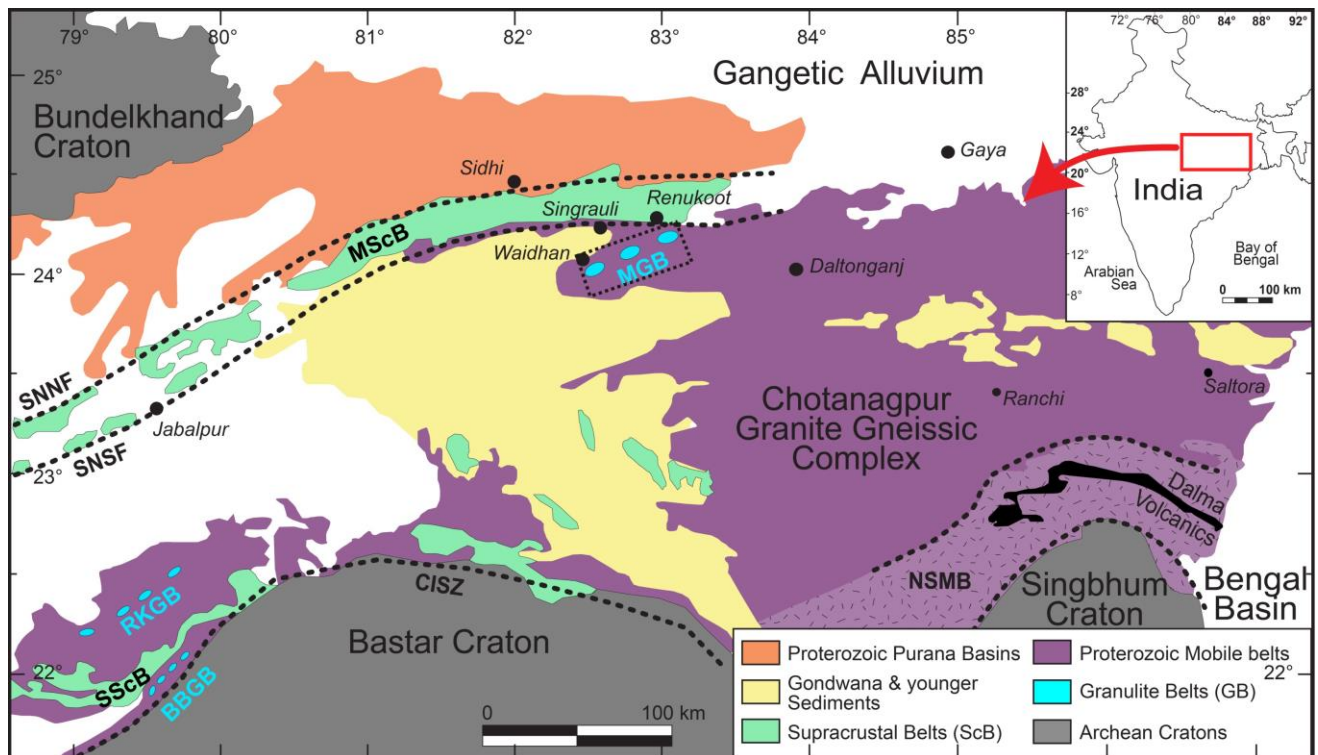 79°
80°
81°
82°
83°
84°
85°
25°
24°
23°
22°
22°
Bundelkhand
Craton
Gangetic Alluvium
Sidhi
Gaya
Singrauli
Renukoot
Waidhan
MScB
MGB
Daltonganj
SNNF
SNSF
Jabalpur
Chotanagpur
Granite Gneissic
Complex
Ranchi
Saltora
Dalma
Volcanics
NSMB
Singbhum
Craton
Bengal
Basin
CISZ
Bastar Craton
RKGB
SScB
BBGB
0 100 km
72° 76° 80° 84° 88° 92°
28°
24°
20°
16°
12°
8°
India
Arabian
Sea
Bay of
Bengal
0 100 km
Proterozoic Purana Basins
Gondwana & younger
Sediments
Supracrustal Belts (ScB)
Proterozoic Mobile belts
Granulite Belts (GB)
Archean Cratons